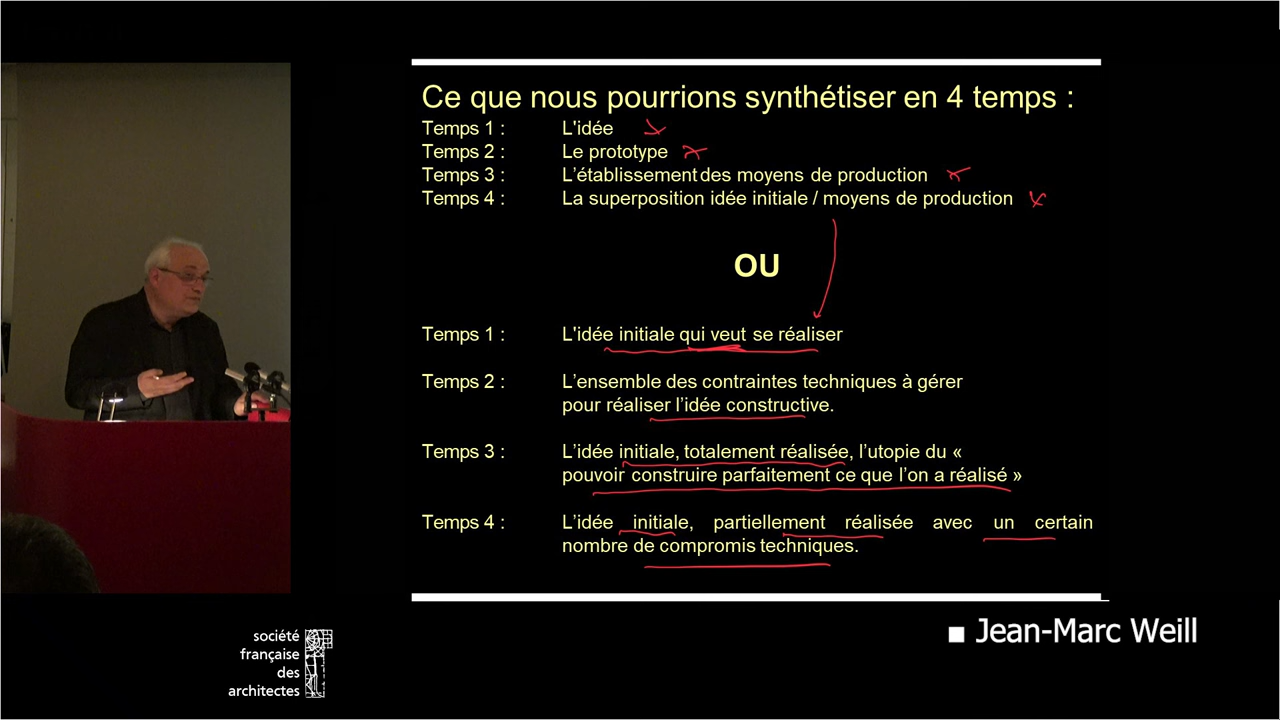 Ce que nous pourrions synthétiser en 4 temps :
Temps 1 : L'idée
Temps 2 : Le prototype
Temps 3 : L'établissement des moyens de production
Temps 4 : La superposition idée initiale / moyens de production
OU
Temps 1 : L'idée initiale qui veut se réaliser
Temps 2 : L'ensemble des contraintes techniques à gérer
pour réaliser l'idée constructive.
Temps 3 : L'idée initiale, totalement réalisée, l'utopie du «
pouvoir construire parfaitement ce que l'on a réalisé »
Temps 4 : L'idée initiale, partiellement réalisée avec un certain
nombre de compromis techniques.
Jean-Marc Weill
société
française
des
architectes